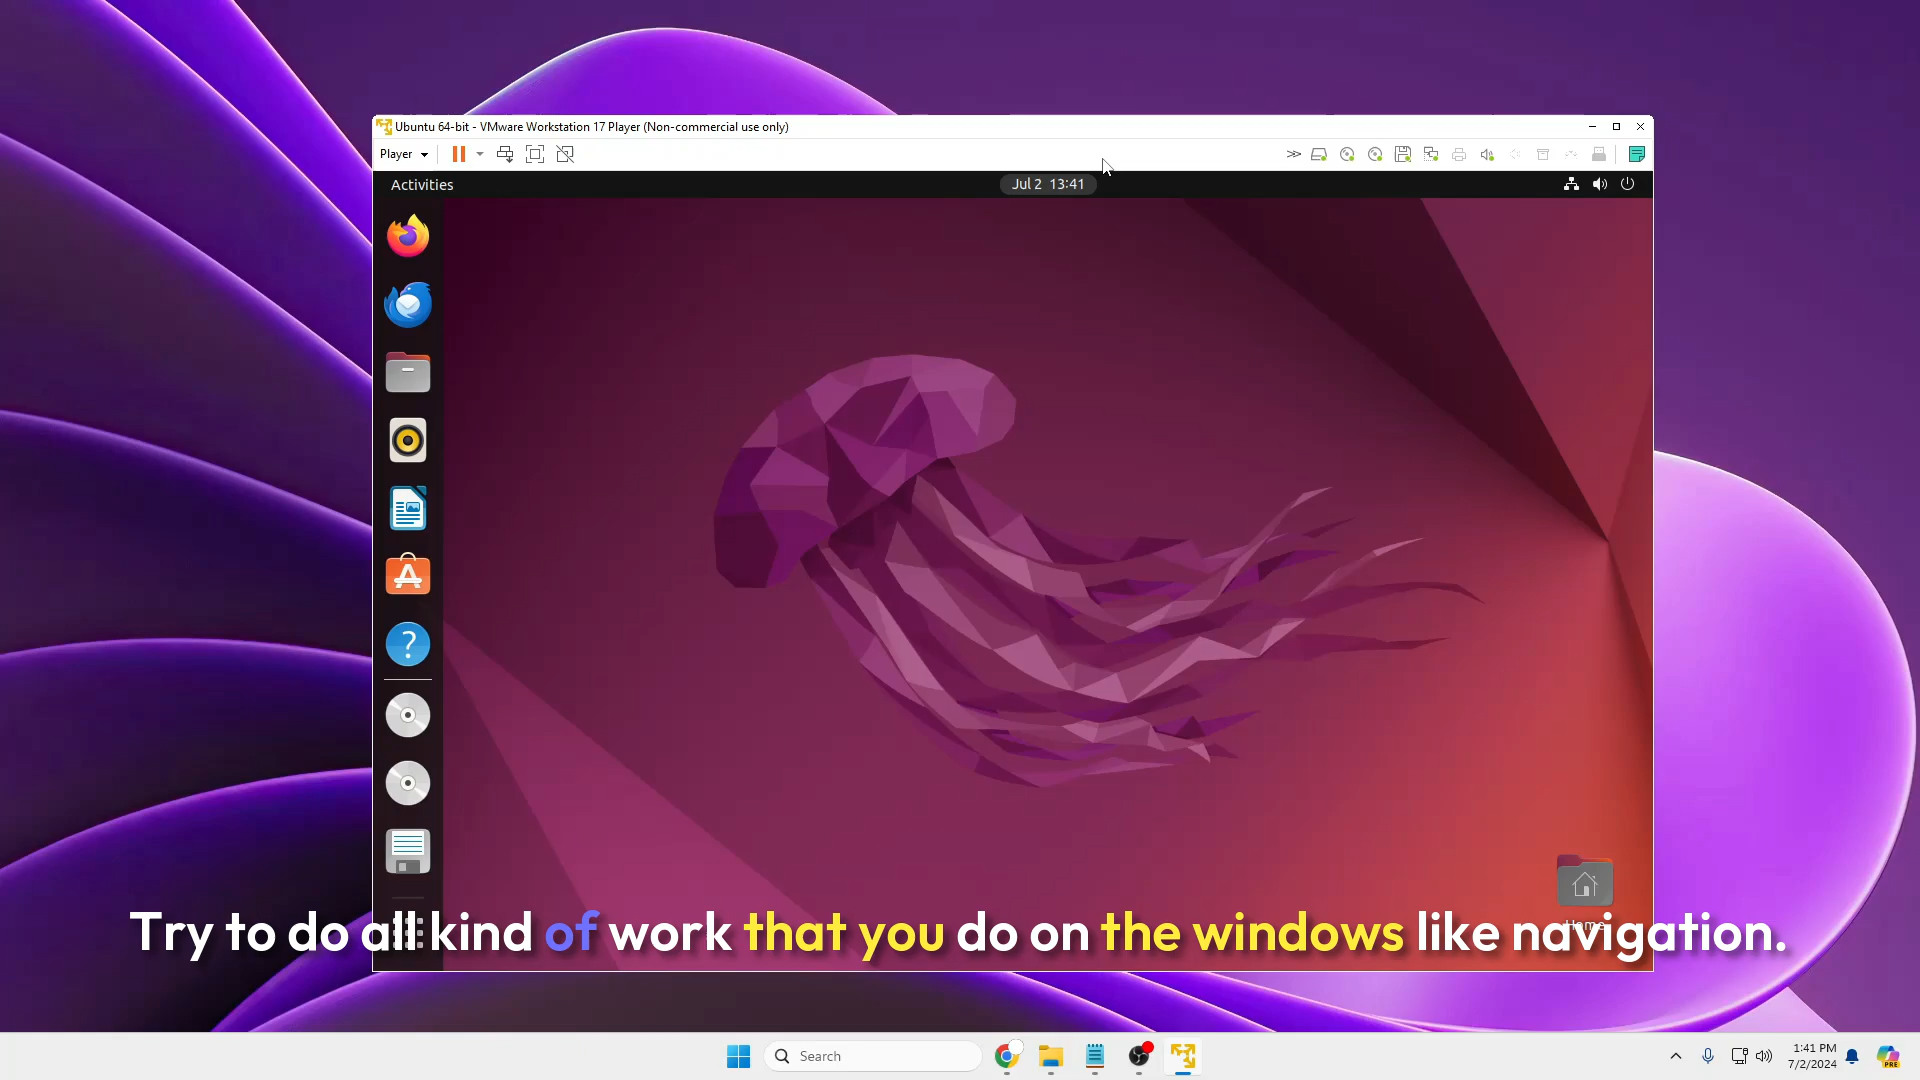 Ubuntu 64-bit - VMware Workstation 17 Player (Non-commercial use only)
Player
Activities
Jul 2 13:41
Home
Try to do all kind of work that you do on the windows like navigation.
Search
1:41 PM
7/2/2024
PRE